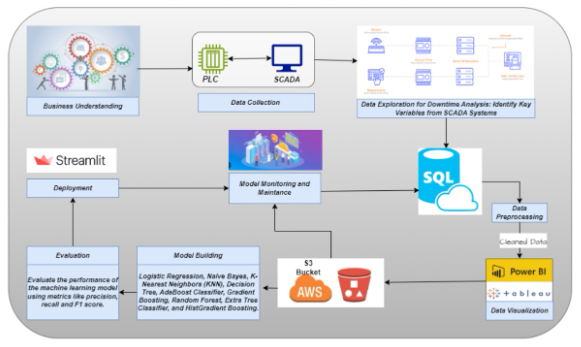 Business Understanding
PLC
SCADA
Data Collection
Data Exploration for Downtime Analysis: Identify Key
Variables from SCADA Systems
Streamlit
Deployment
Model Monitoring and
Maintance
SQL
Data
Preprocessing
Cleaned Data
Evaluation
Evaluate the performance of
the machine learning model
using metrics like precision,
recall and F1 score.
Model Building
Logistic Regression, Naive Bayes, K-
Nearest Neighbors (KNN), Decision
Tree, AdaBoost Classifier, Gradient
Boosting, Random Forest, Extra Tree
Classifier, and HistGradient Boosting.
S3
Bucket
AWS
Power BI
tableau
Data Visualization